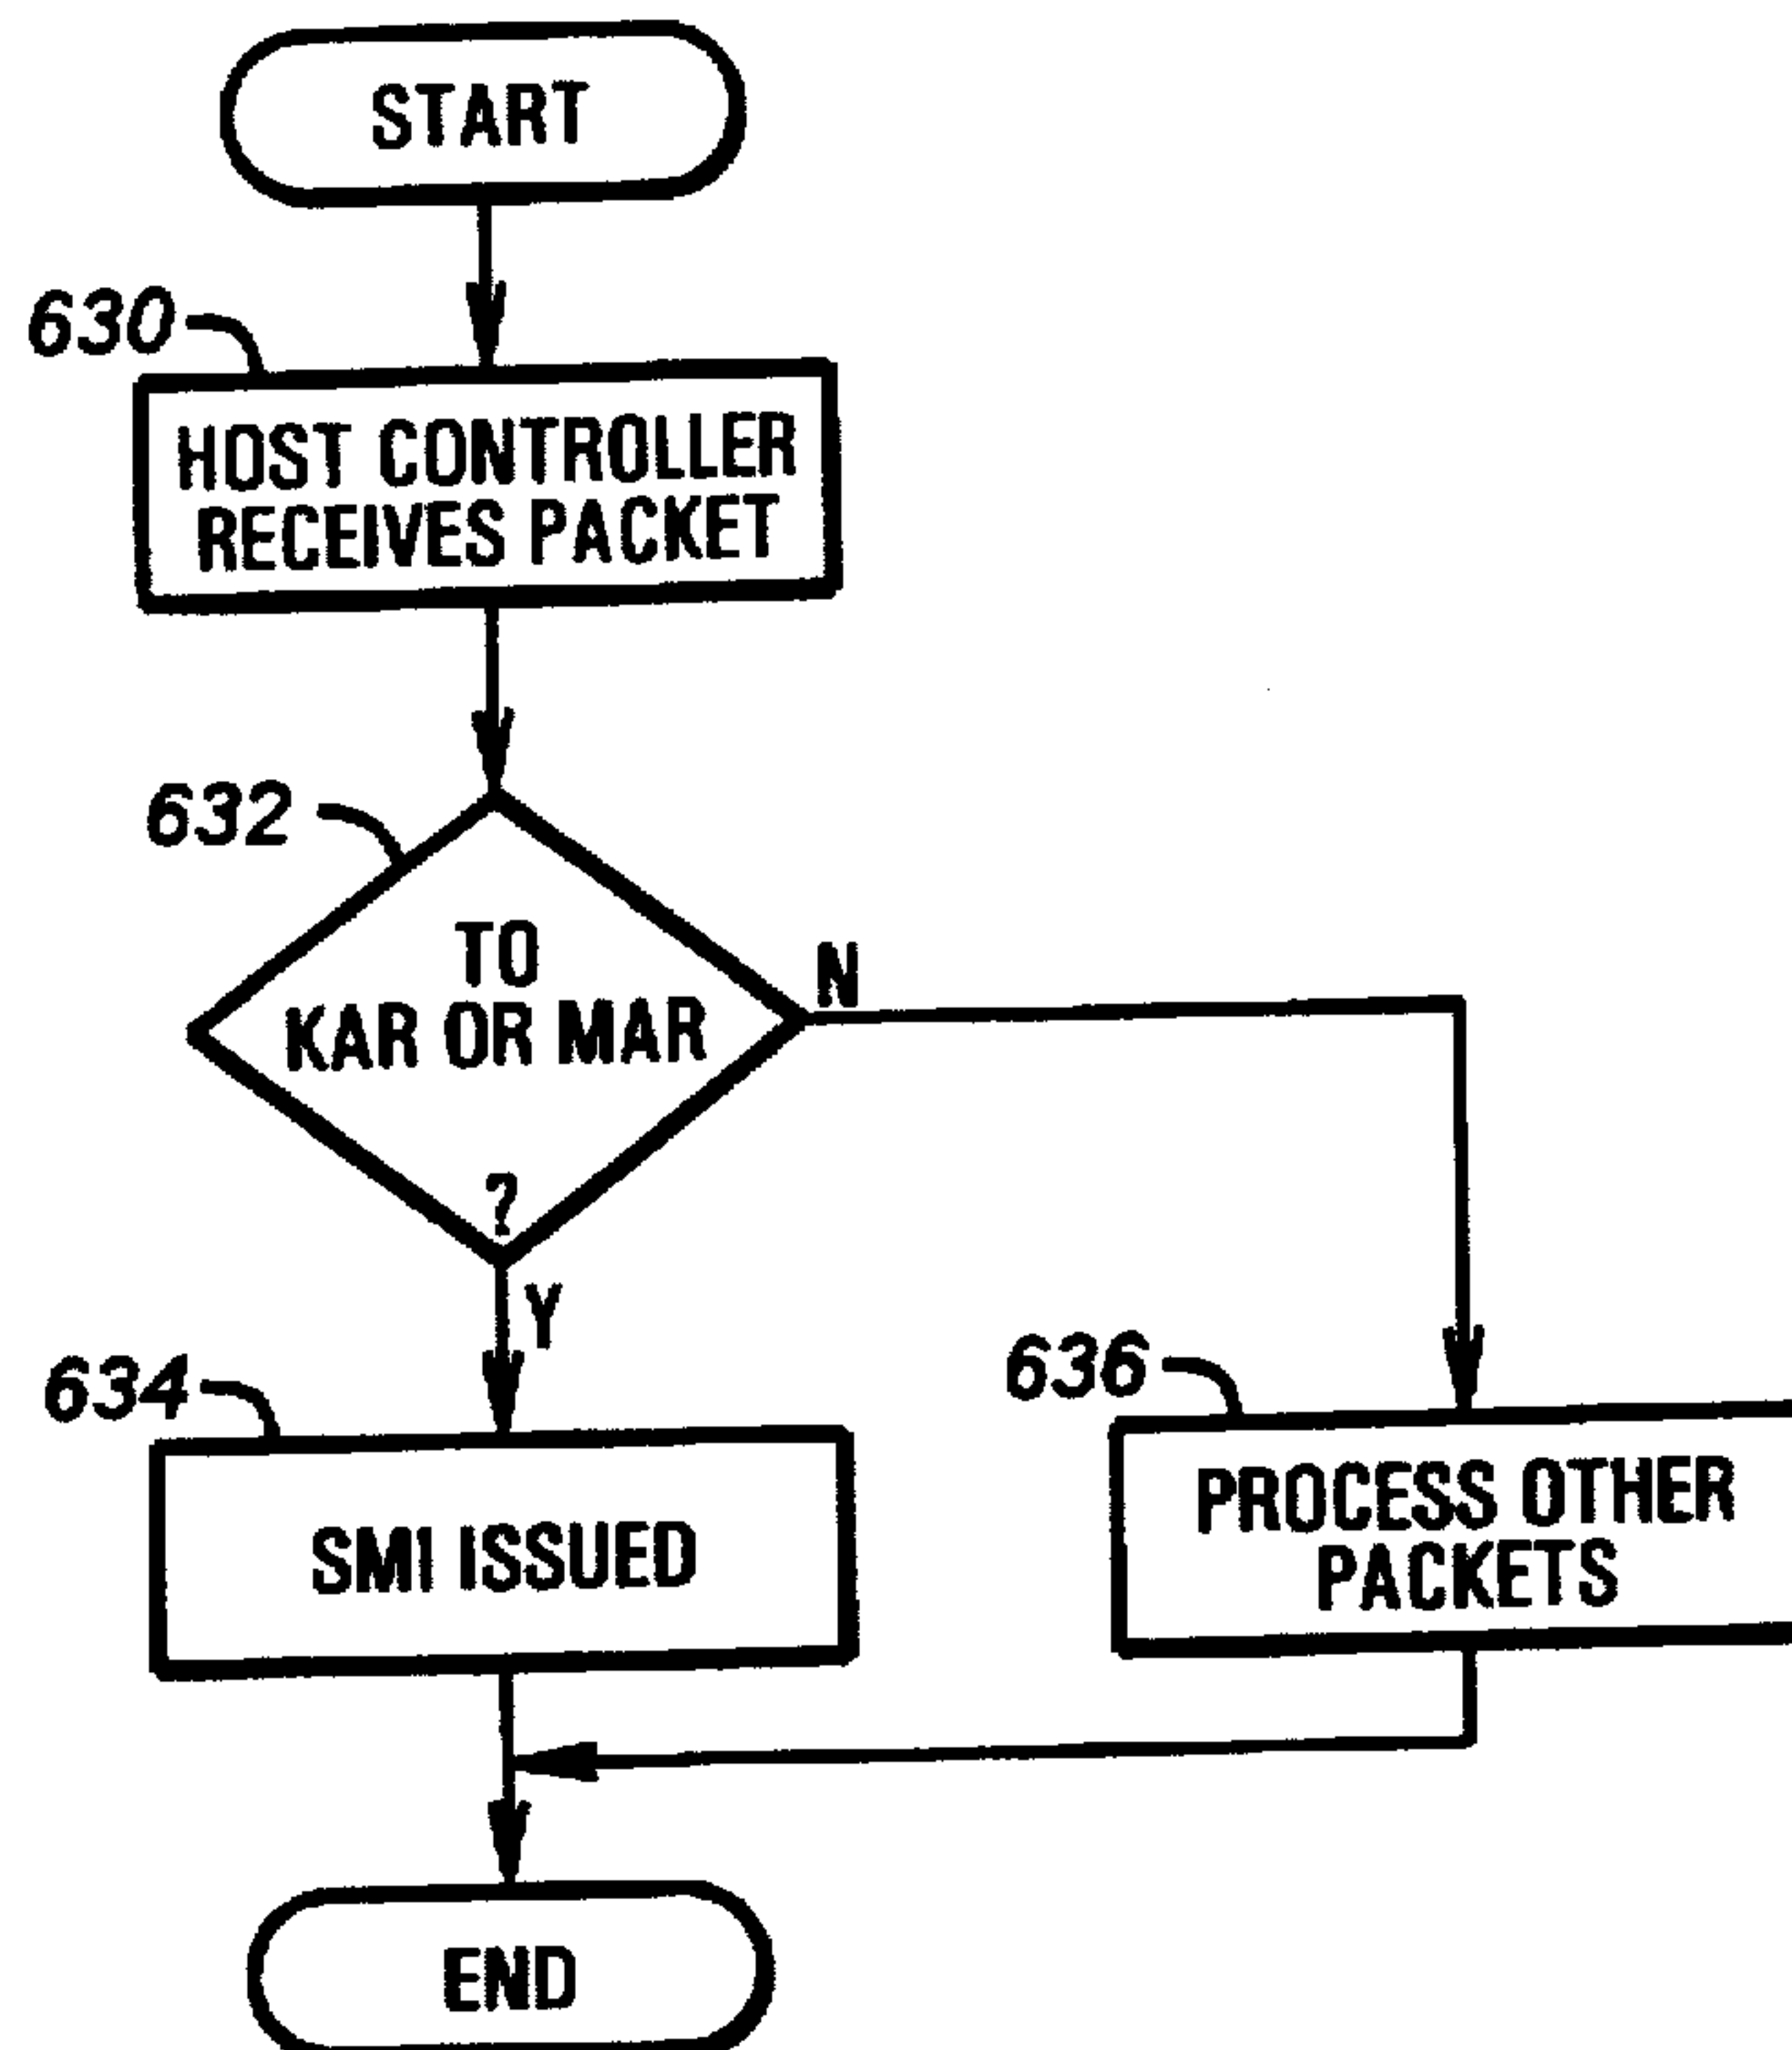 START
630
HOST CONTROLLER
RECEIVES PACKET
632
TO
KAR OR MAR
?
N
Y
634
SMI ISSUED
636
PROCESS OTHER
PACKETS
END